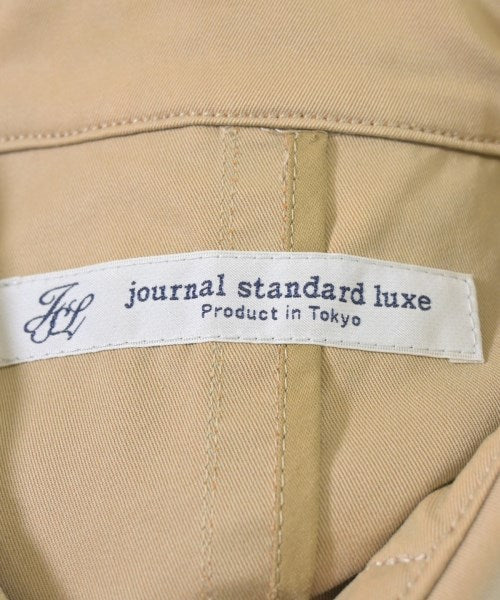 JSL
journal standard luxe
Product in Tokyo